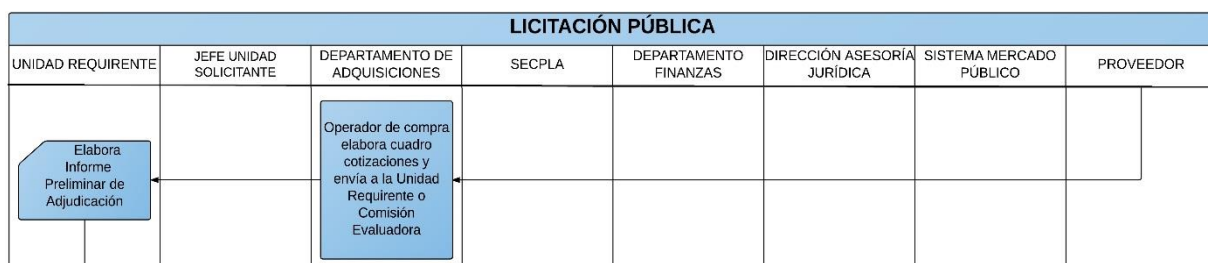 LICITACIÓN PÚBLICA
UNIDAD REQUIRENTE
JEFE UNIDAD
SOLICITANTE
DEPARTAMENTO DE
ADQUISICIONES
SECPLA
DEPARTAMENTO
FINANZAS
DIRECCIÓN ASESORÍA
JURÍDICA
SISTEMA MERCADO
PÚBLICO
PROVEEDOR
Elabora
Informe
Preliminar de
Adjudicación
Operador de compra
elabora cuadro
cotizaciones y
envía a la Unidad
Requirente o
Comisión
Evaluadora